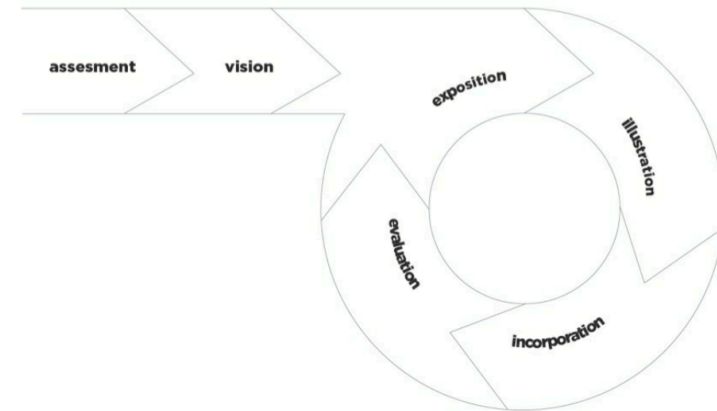 assesment
vision
exposition
illustration
incorporation
evaluation